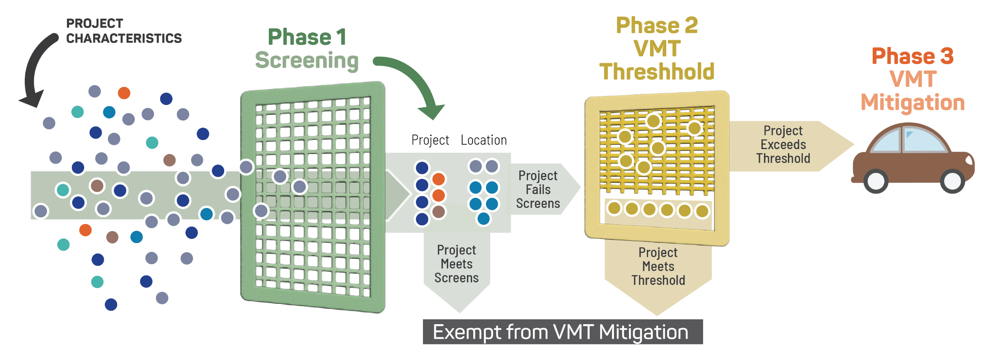 PROJECT
CHARACTERISTICS
Phase 1
Screening
Project
Location
Project
Fails
Screens
Project
Meets
Screens
Phase 2
VMT
Threshhold
Project
Meets
Threshold
Project
Exceeds
Threshold
Phase 3
VMT
Mitigation
Exempt from VMT Mitigation